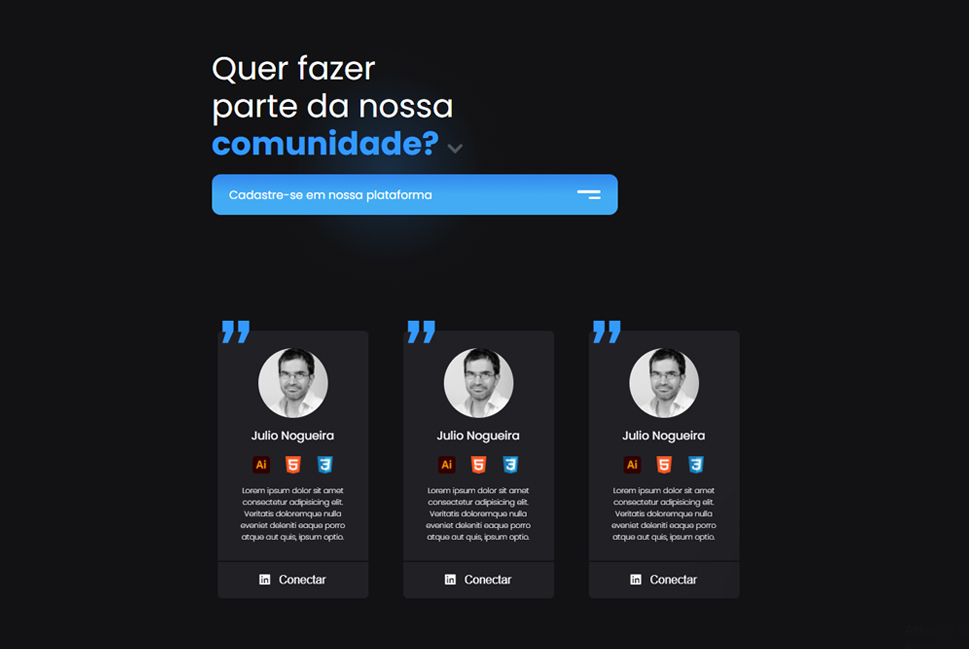 Quer fazer
parte da nossa
comunidade?
Cadastre-se em nossa plataforma
”
Julio Nogueira
Ai 5 3
Lorem ipsum dolor sit amet
consectetur adipisicing elit.
Veritatis doloremque nulla
eveniet deleniti eaque porro
atque aut quis, ipsum optio.
in Conectar
”
Julio Nogueira
Ai 5 3
Lorem ipsum dolor sit amet
consectetur adipisicing elit.
Veritatis doloremque nulla
eveniet deleniti eaque porro
atque aut quis, ipsum optio.
in Conectar
”
Julio Nogueira
Ai 5 3
Lorem ipsum dolor sit amet
consectetur adipisicing elit.
Veritatis doloremque nulla
eveniet deleniti eaque porro
atque aut quis, ipsum optio.
in Conectar